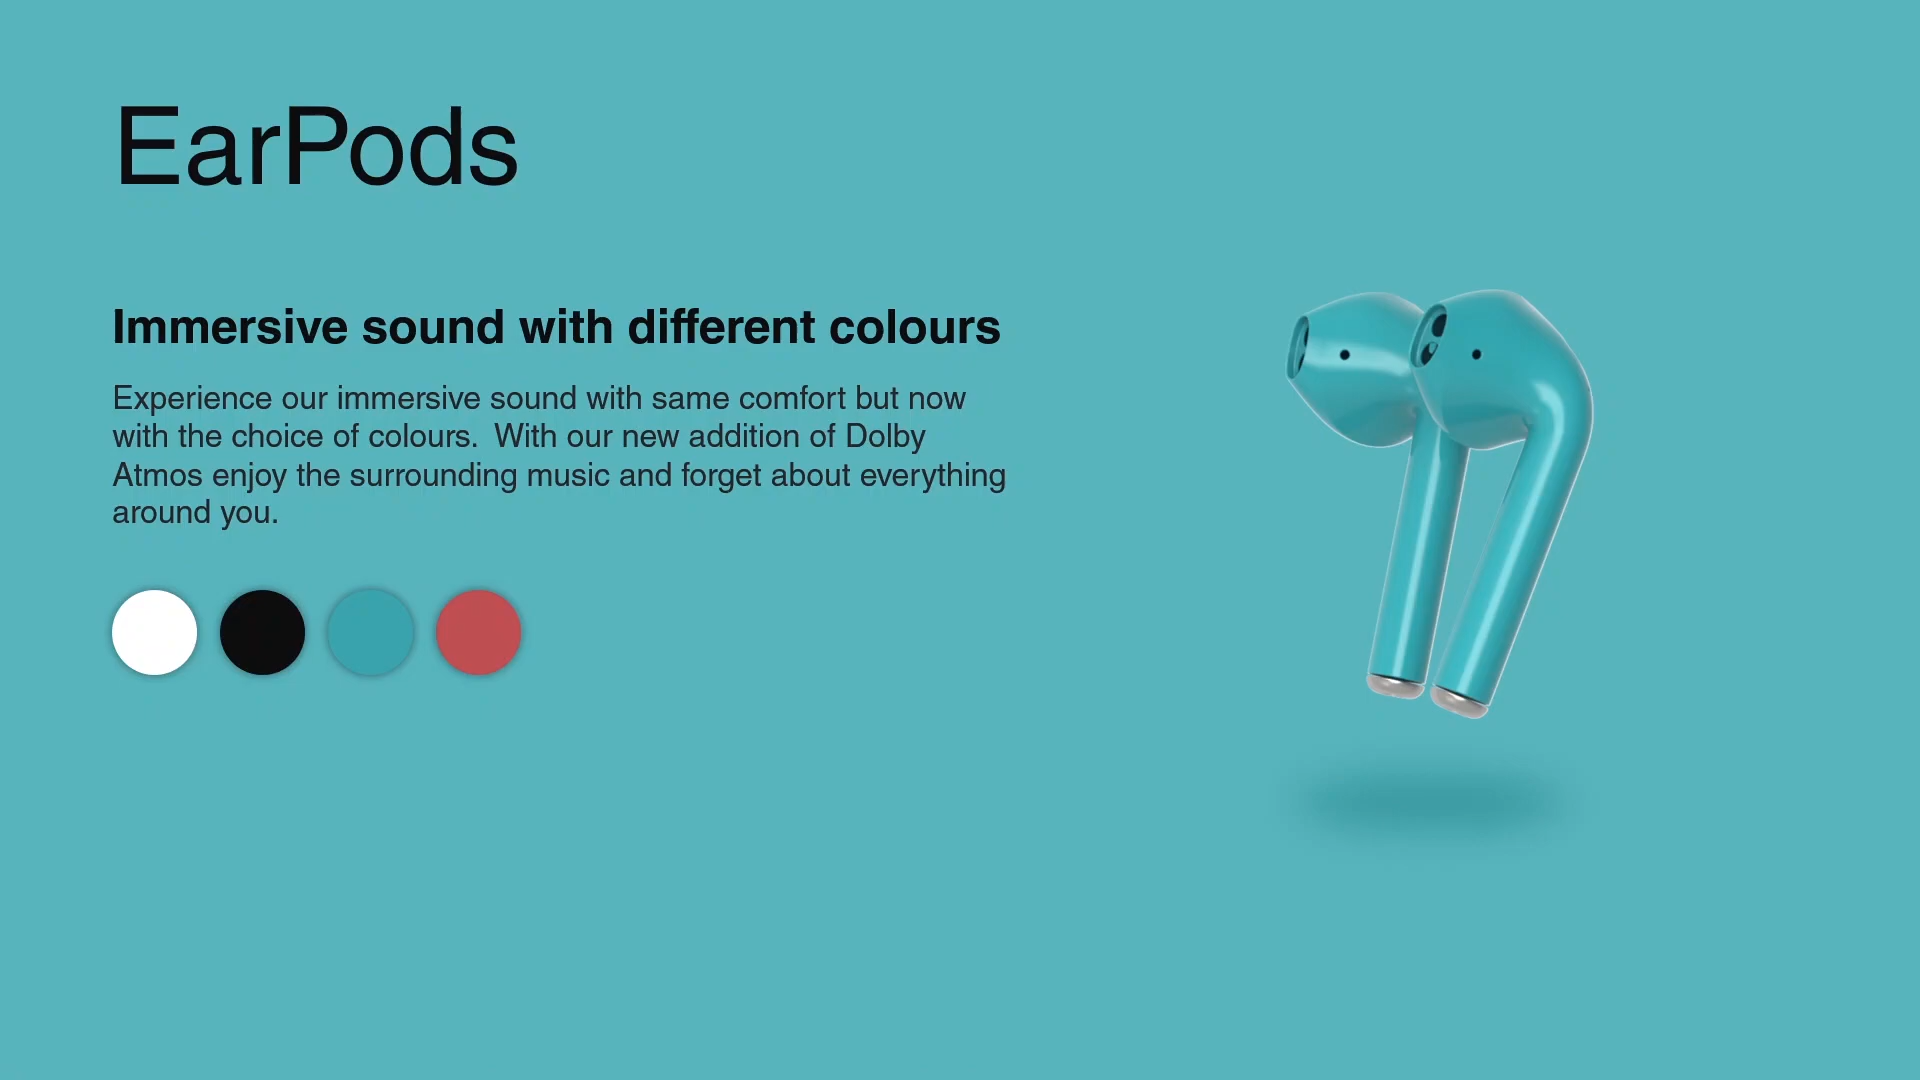 EarPods
Immersive sound with different colours
Experience our immersive sound with same comfort but now
with the choice of colours.  With our new addition of Dolby
Atmos enjoy the surrounding music and forget about everything
around you.